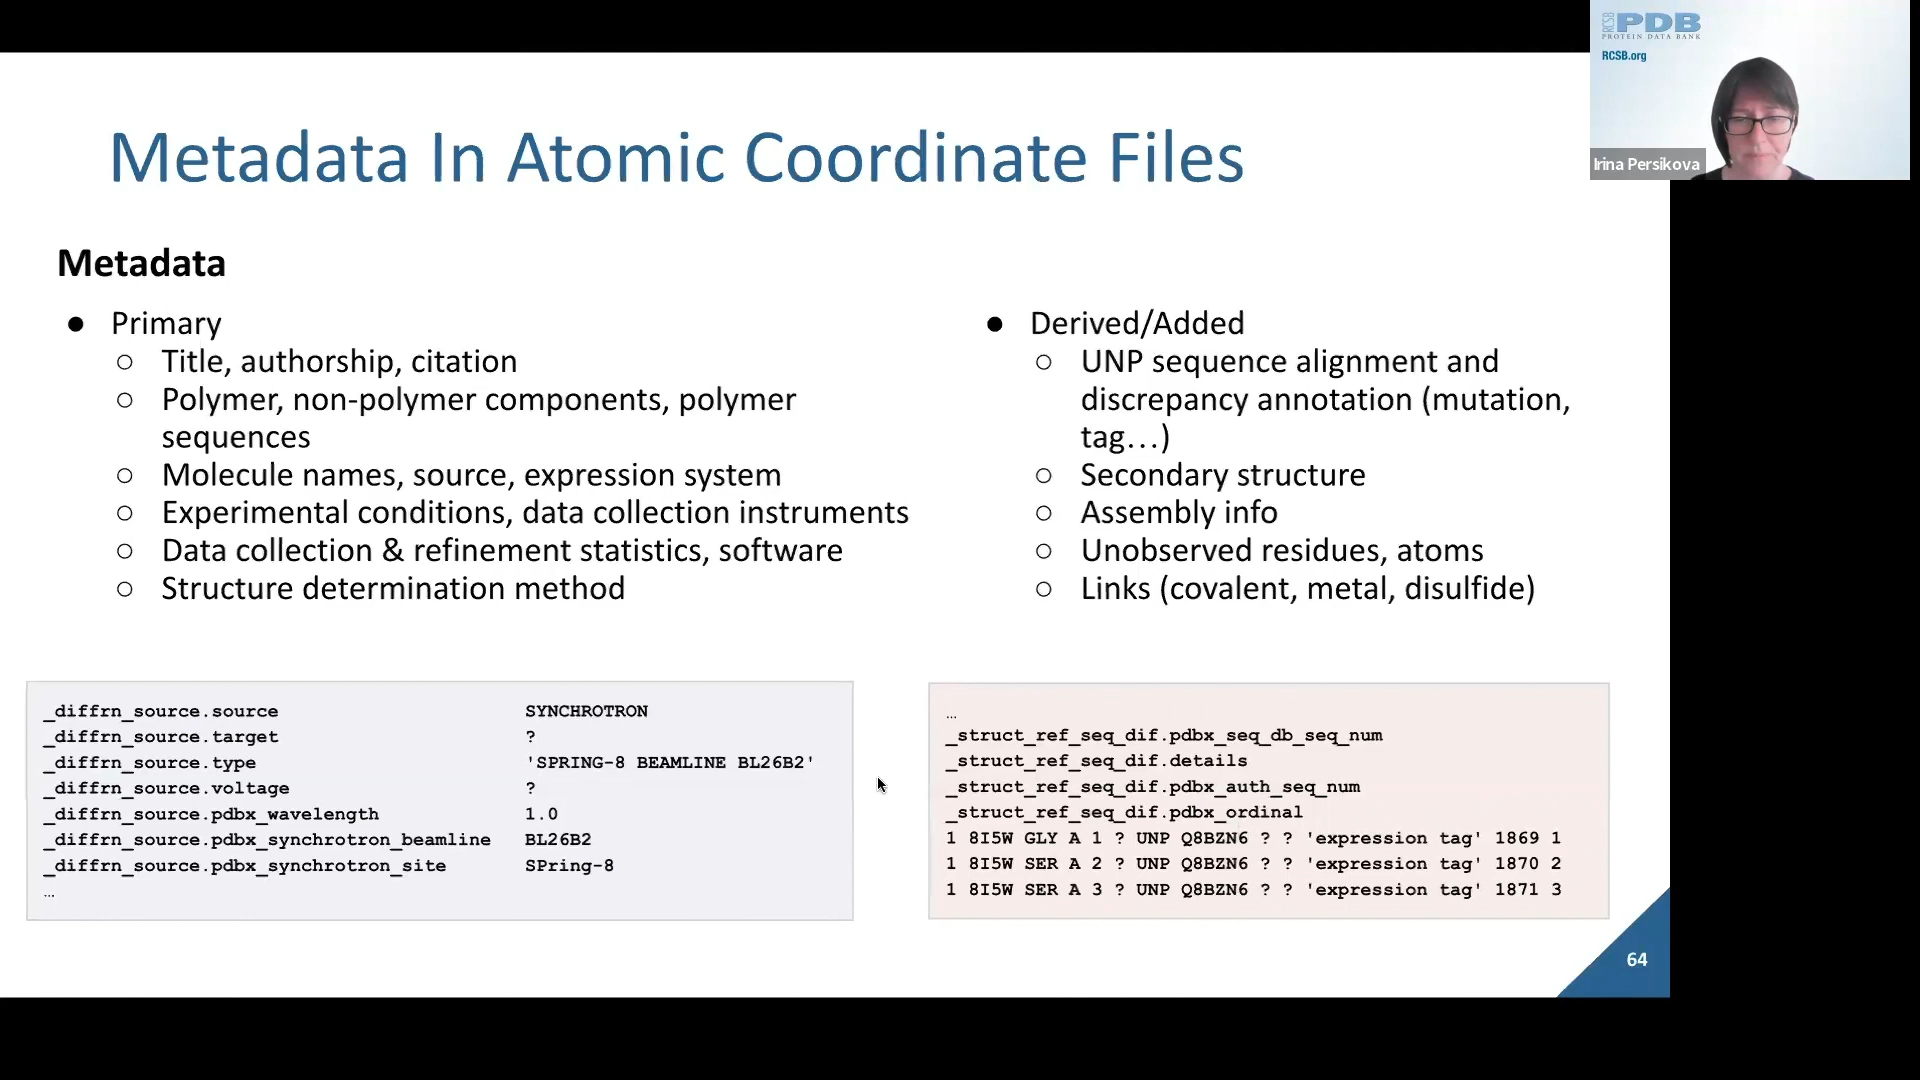 RCSB PDB
PROTEIN DATA BANK
RCSB.org
Irina Persikova
Metadata In Atomic Coordinate Files
Metadata
● Primary
○ Title, authorship, citation
○ Polymer, non-polymer components, polymer
sequences
○ Molecule names, source, expression system
○ Experimental conditions, data collection instruments
○ Data collection & refinement statistics, software
○ Structure determination method
● Derived/Added
○ UNP sequence alignment and
discrepancy annotation (mutation,
tag…)
○ Secondary structure
○ Assembly info
○ Unobserved residues, atoms
○ Links (covalent, metal, disulfide)
_diffrn_source.source SYNCHROTRON
_diffrn_source.target ?
_diffrn_source.type 'SPRING-8 BEAMLINE BL26B2'
_diffrn_source.voltage ?
_diffrn_source.pdbx_wavelength 1.0
_diffrn_source.pdbx_synchrotron_beamline BL26B2
_diffrn_source.pdbx_synchrotron_site SPring-8
…
…
_struct_ref_seq_dif.pdbx_seq_db_seq_num
_struct_ref_seq_dif.details
_struct_ref_seq_dif.pdbx_auth_seq_num
_struct_ref_seq_dif.pdbx_ordinal
1 8I5W GLY A 1 ? UNP Q8BZN6 ? ? 'expression tag' 1869 1
1 8I5W SER A 2 ? UNP Q8BZN6 ? ? 'expression tag' 1870 2
1 8I5W SER A 3 ? UNP Q8BZN6 ? ? 'expression tag' 1871 3
64